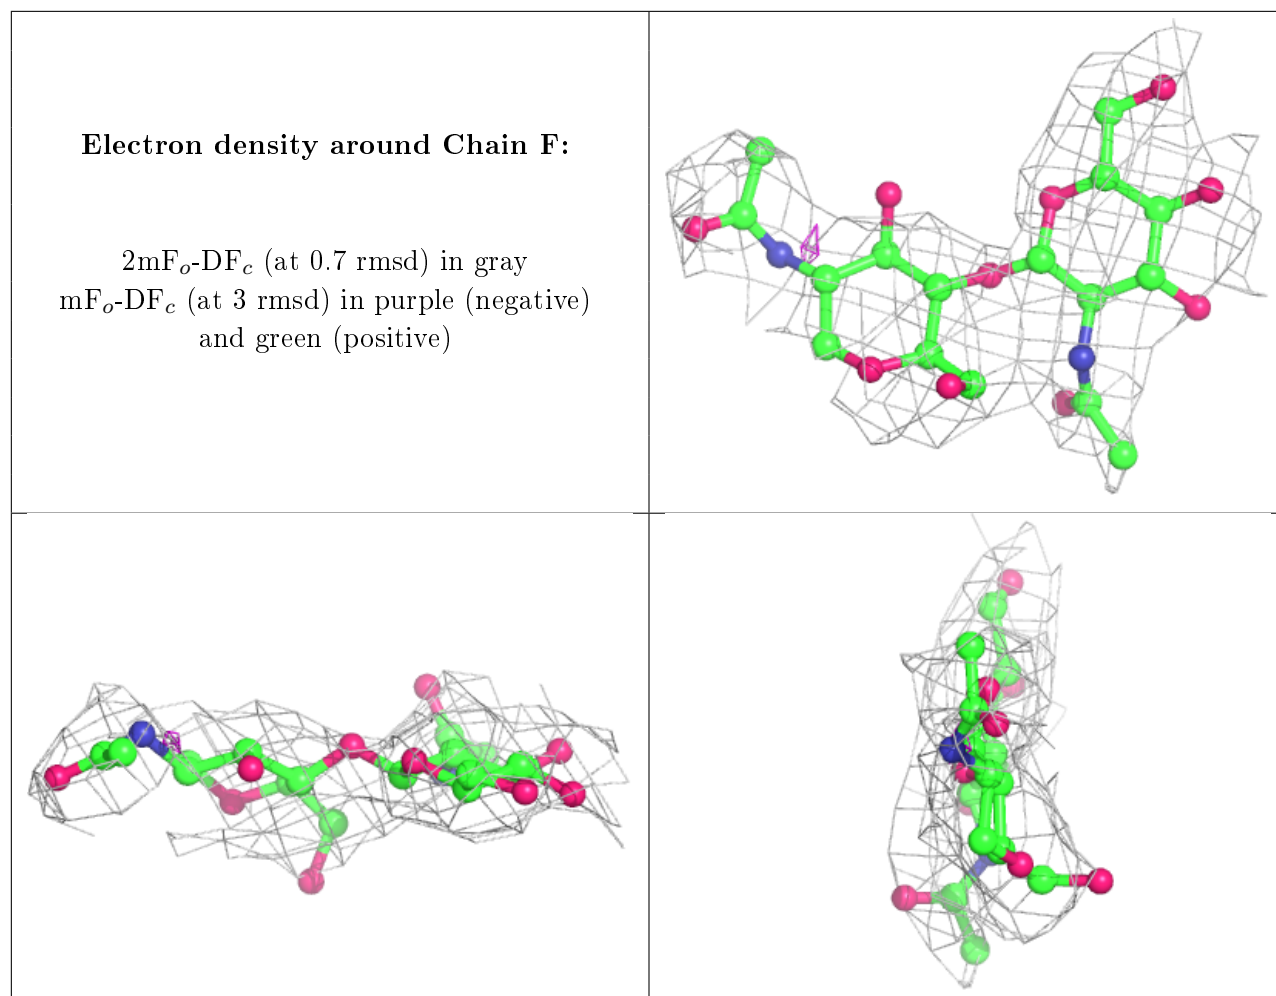 Electron density around Chain F:
2mFₒ-DF𝒸 (at 0.7 rmsd) in gray
mFₒ-DF𝒸 (at 3 rmsd) in purple (negative)
and green (positive)